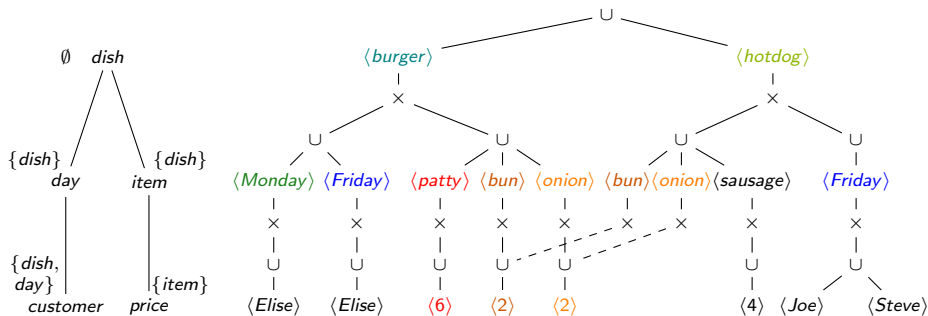 ∪
∅ dish ⟨burger⟩ ⟨hotdog⟩
× ×
∪ ∪ ∪ ∪
{dish} {dish}
day item ⟨Monday⟩ ⟨Friday⟩ ⟨patty⟩ ⟨bun⟩ ⟨onion⟩ ⟨bun⟩ ⟨onion⟩ ⟨sausage⟩ ⟨Friday⟩
× × × × × × × × ×
{dish, ∪ ∪ ∪ ∪ ∪ ∪ ∪
day} {item}
customer price ⟨Elise⟩ ⟨Elise⟩ ⟨6⟩ ⟨2⟩ ⟨2⟩ ⟨4⟩ ⟨Joe⟩ ⟨Steve⟩